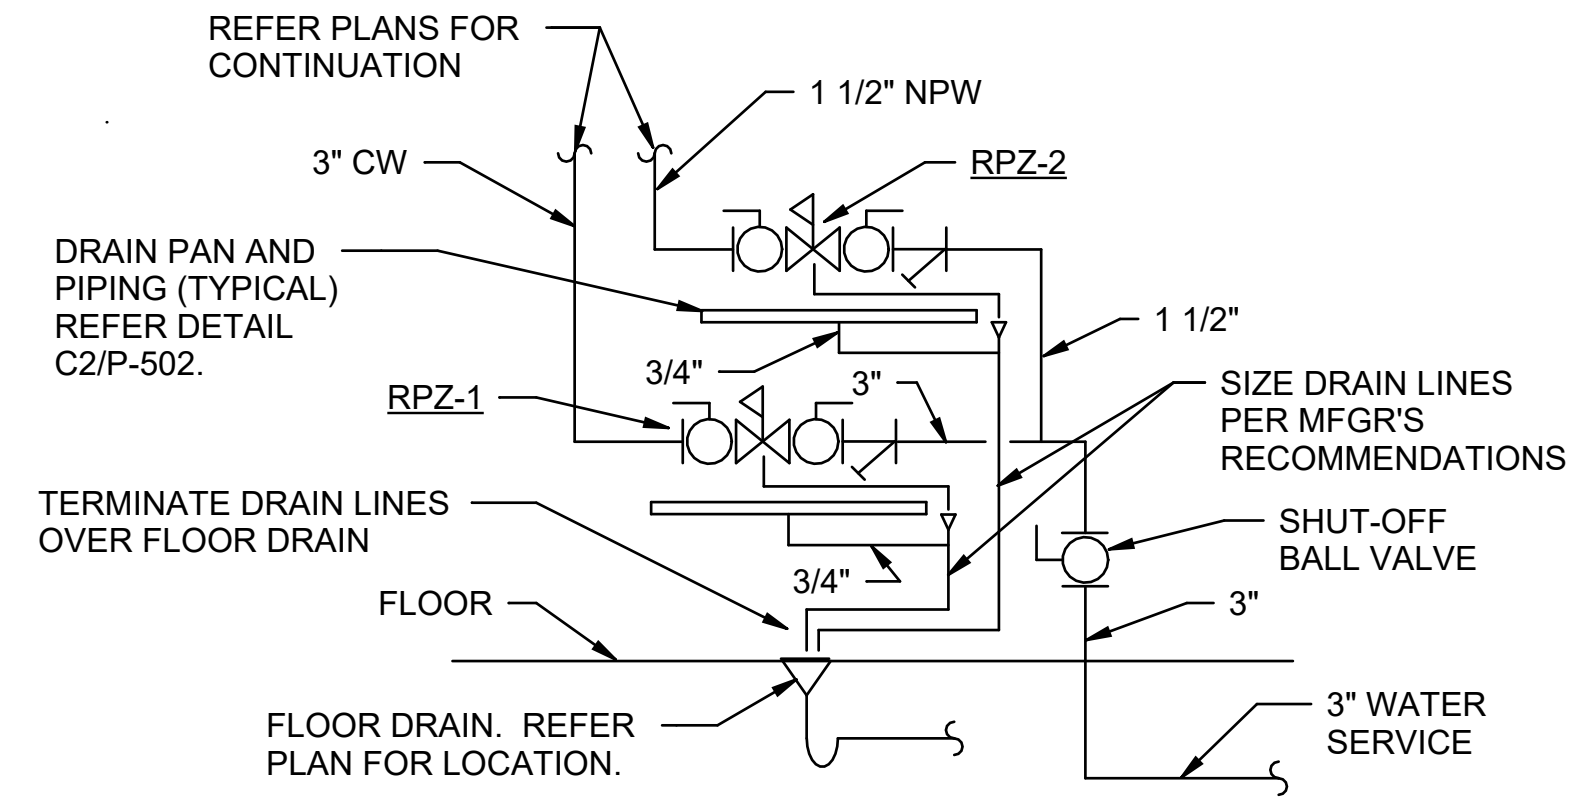 REFER PLANS FOR
CONTINUATION
1 1/2" NPW
3" CW
RPZ-2
DRAIN PAN AND
PIPING (TYPICAL)
REFER DETAIL
C2/P-502.
1 1/2"
3/4"
3"
RPZ-1
SIZE DRAIN LINES
PER MFGR'S
RECOMMENDATIONS
TERMINATE DRAIN LINES
OVER FLOOR DRAIN
SHUT-OFF
BALL VALVE
3/4"
FLOOR
3"
FLOOR DRAIN. REFER
PLAN FOR LOCATION.
3" WATER
SERVICE